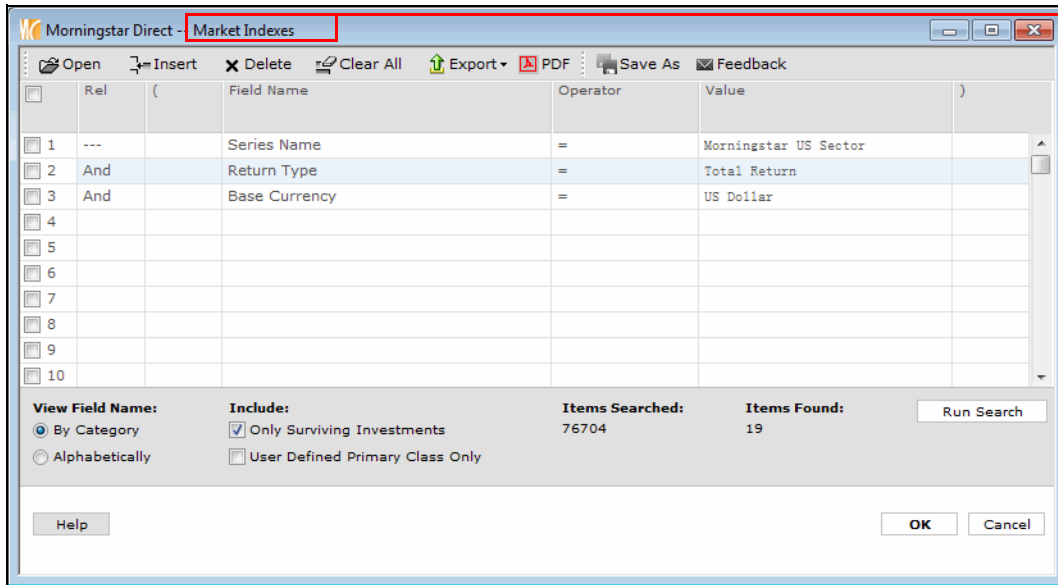 Morningstar Direct -- Market Indexes
Open Insert Delete Clear All Export PDF Save As Feedback
Rel ( Field Name Operator Value )
1 --- Series Name = Morningstar US Sector
2 And Return Type = Total Return
3 And Base Currency = US Dollar
4
5
6
7
8
9
10
View Field Name: Include: Items Searched: Items Found: Run Search
By Category Only Surviving Investments 76704 19
Alphabetically User Defined Primary Class Only
Help OK Cancel